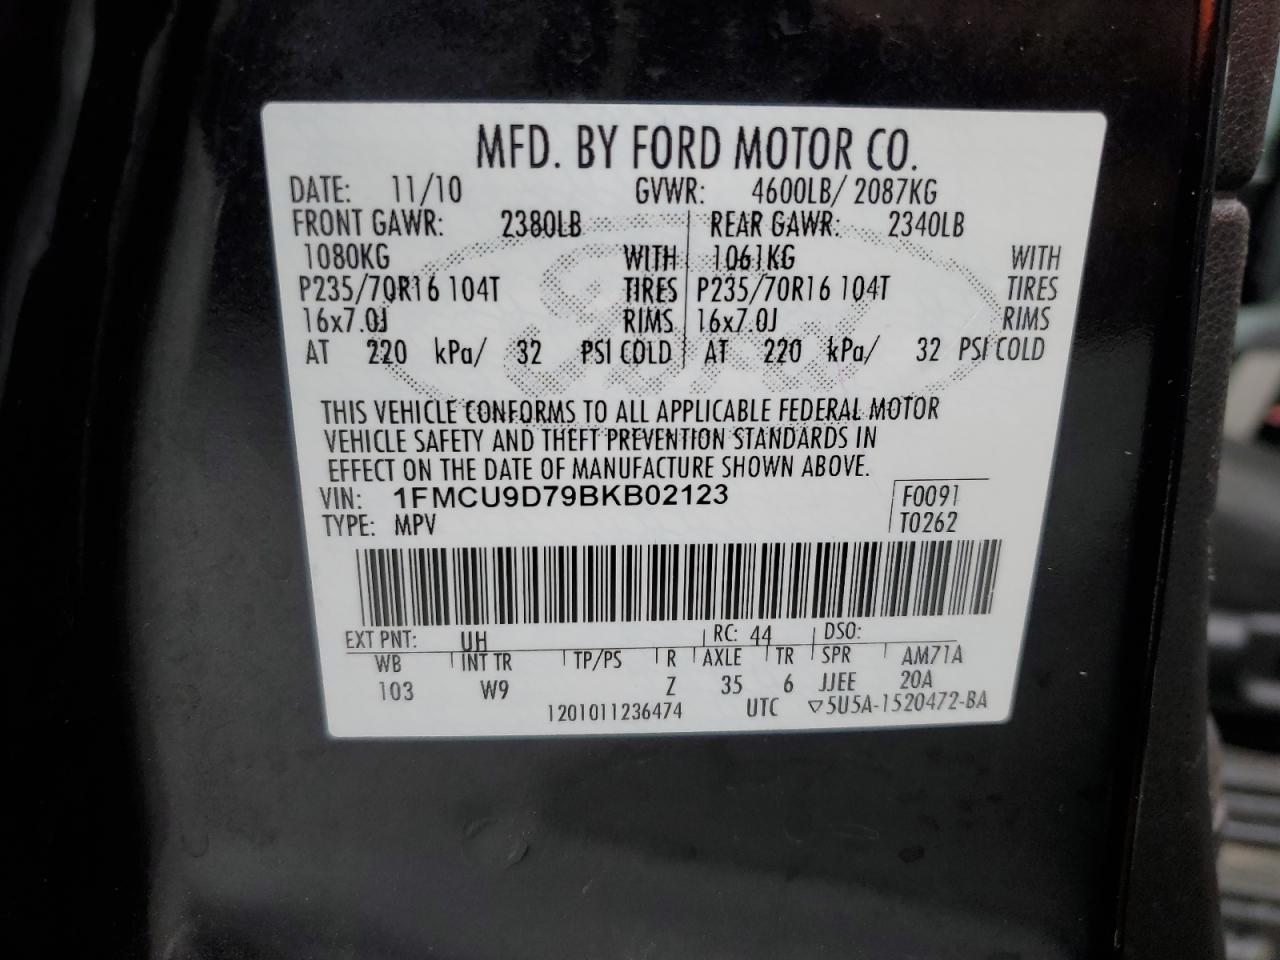 MFD. BY FORD MOTOR CO.
DATE: 11/10 GVWR: 4600LB/ 2087KG
FRONT GAWR: 2380LB REAR GAWR: 2340LB
1080KG WITH 1061KG WITH
P235/70R16 104T TIRES P235/70R16 104T TIRES
16x7.0J RIMS 16x7.0J RIMS
AT 220 kPa/ 32 PSI COLD AT 220 kPa/ 32 PSI COLD
THIS VEHICLE CONFORMS TO ALL APPLICABLE FEDERAL MOTOR
VEHICLE SAFETY AND THEFT PREVENTION STANDARDS IN
EFFECT ON THE DATE OF MANUFACTURE SHOWN ABOVE.
VIN: 1FMCU9D79BKB02123 F0091
TYPE: MPV T0262
EXT PNT: UH RC: 44 DSO:
WB INT TR TP/PS R AXLE TR SPR AM71A
103 W9 Z 35 6 JJEE 20A
1201011236474 UTC ▽5U5A-1520472-BA